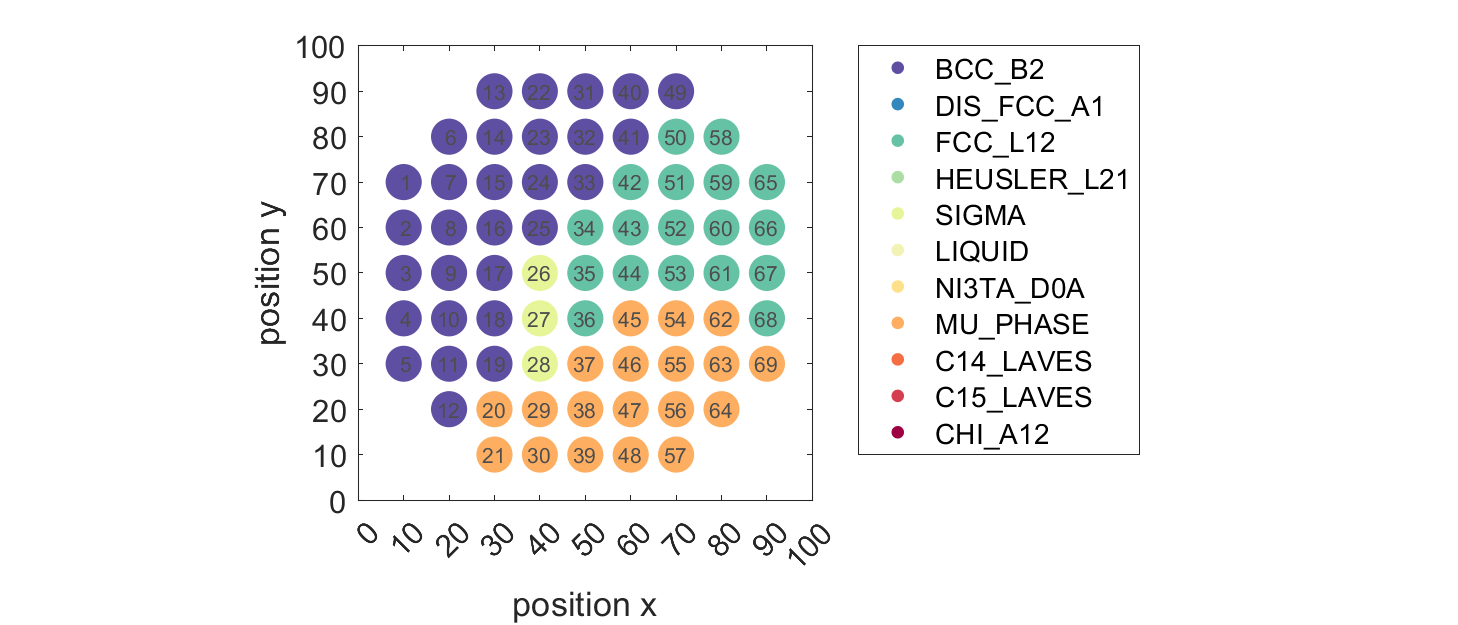 100
90
80
70
60
50
40
30
20
10
0
position y
13 22 31 40 49
6 14 23 32 41 50 58
1 7 15 24 33 42 51 59 65
2 8 16 25 34 43 52 60 66
3 9 17 26 35 44 53 61 67
4 10 18 27 36 45 54 62 68
5 11 19 28 37 46 55 63 69
12 20 29 38 47 56 64
21 30 39 48 57
0 10 20 30 40 50 60 70 80 90 100
position x
BCC_B2
DIS_FCC_A1
FCC_L12
HEUSLER_L21
SIGMA
LIQUID
NI3TA_D0A
MU_PHASE
C14_LAVES
C15_LAVES
CHI_A12